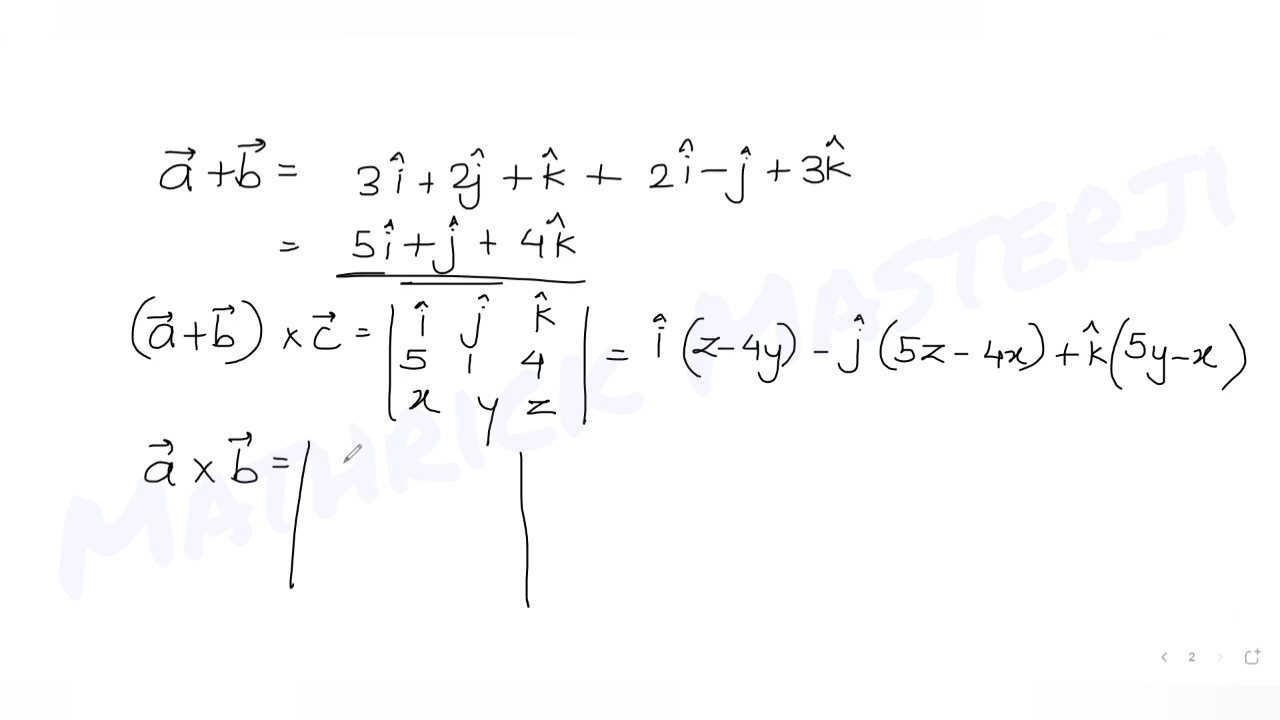 a⃗ + b⃗ = 3î + 2ĵ + k̂ + 2î - ĵ + 3k̂
= 5î + ĵ + 4k̂
(a⃗ + b⃗) × c⃗ = | î ĵ k̂ | = î (z - 4y) - ĵ (5z - 4x) + k̂ (5y - x)
5 1 4
x y z
a⃗ × b⃗ = | |
MATHRICK MASTERJI
< 2 >